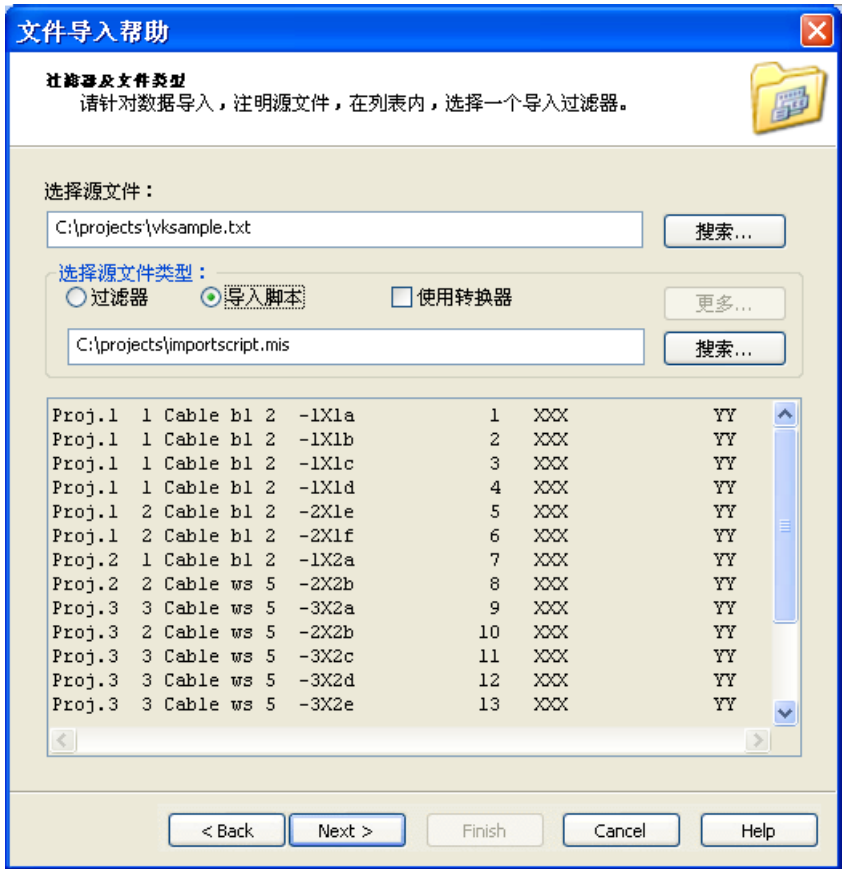 文件导入帮助
过滤器及文件类型
请针对数据导入，注明源文件，在列表内，选择一个导入过滤器。
选择源文件：
C:\projects\vksample.txt 搜索...
选择源文件类型：
过滤器 导入脚本 使用转换器 更多...
C:\projects\importscript.mis 搜索...
Proj.1 1 Cable bl 2 -1X1a 1 XXX YY
Proj.1 1 Cable bl 2 -1X1b 2 XXX YY
Proj.1 1 Cable bl 2 -1X1c 3 XXX YY
Proj.1 1 Cable bl 2 -1X1d 4 XXX YY
Proj.1 2 Cable bl 2 -2X1e 5 XXX YY
Proj.1 2 Cable bl 2 -2X1f 6 XXX YY
Proj.2 1 Cable bl 2 -1X2a 7 XXX YY
Proj.2 2 Cable ws 5 -2X2b 8 XXX YY
Proj.3 3 Cable ws 5 -3X2a 9 XXX YY
Proj.3 2 Cable ws 5 -2X2b 10 XXX YY
Proj.3 3 Cable ws 5 -3X2c 11 XXX YY
Proj.3 3 Cable ws 5 -3X2d 12 XXX YY
Proj.3 3 Cable ws 5 -3X2e 13 XXX YY
< Back Next > Finish Cancel Help